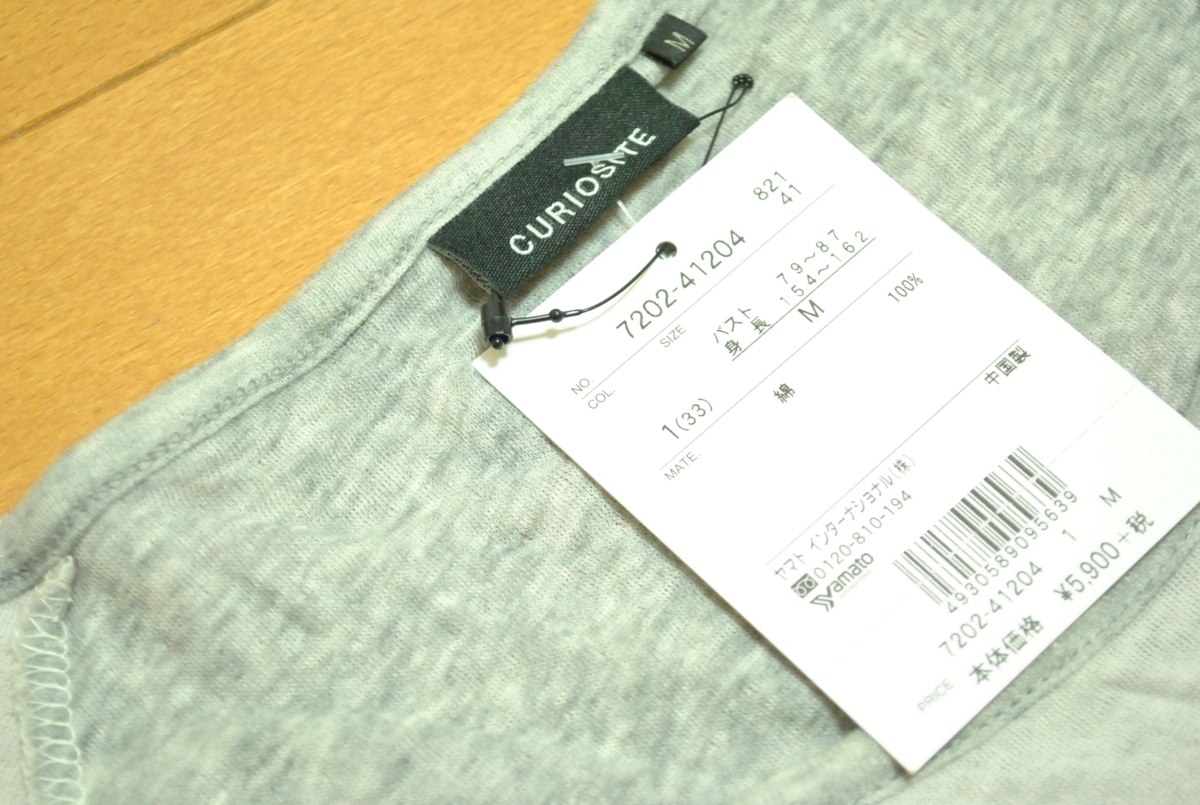 M
CURIOSITE
821
41
NO. 7202-41204
COL.
SIZE
バスト 79～87
身長 154～162
1(33) M
MATE.
綿 100%
中国製
ヤマト インターナショナル(株)
0120-810-194
Yamato
4930589095639
7202-41204 1 M
PRICE 本体価格 ¥5,900+税